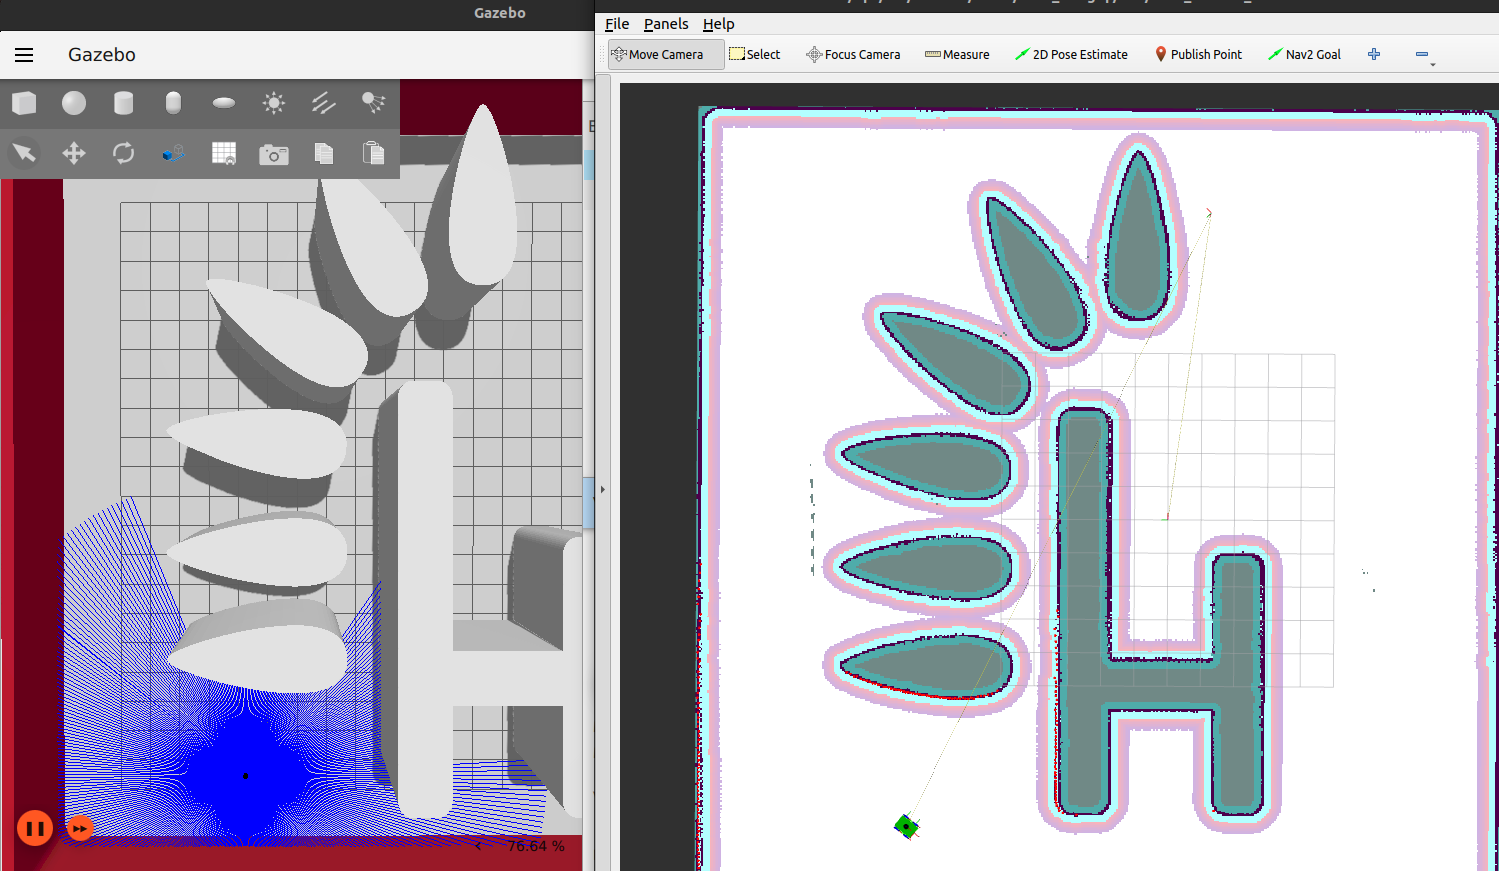 Gazebo
Gazebo
76.64 %
File Panels Help
Move Camera Select Focus Camera Measure 2D Pose Estimate Publish Point Nav2 Goal